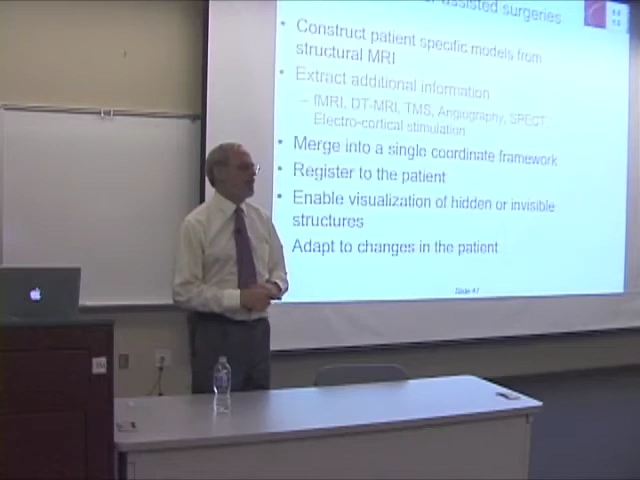 assisted surgeries
• Construct patient specific models from
structural MRI
• Extract additional information
– fMRI, DT-MRI, TMS, Angiography, SPECT,
Electro-cortical stimulation
• Merge into a single coordinate framework
• Register to the patient
• Enable visualization of hidden or invisible
structures
Adapt to changes in the patient